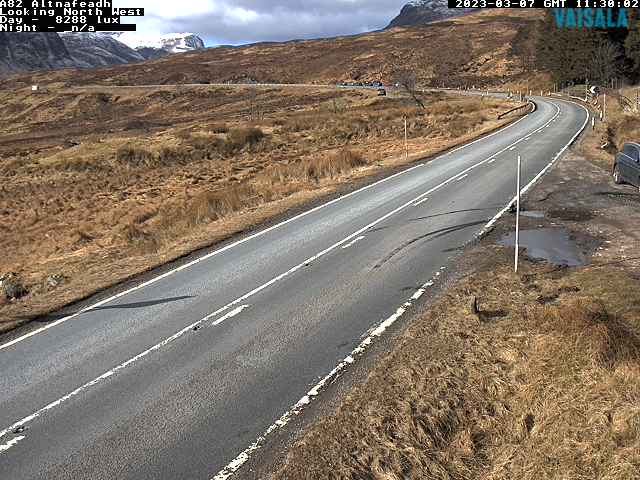 A82 Altnafeadh
Looking North West
Day - 8288 lux
Night - n/a
2023-03-07 GMT 11:30:02
VAISALA